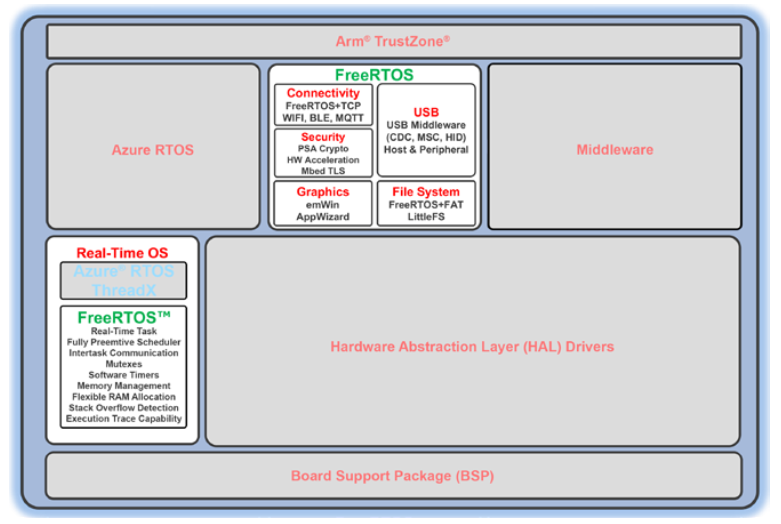 Arm® TrustZone®
Azure RTOS
FreeRTOS
Connectivity
FreeRTOS+TCP
WIFI, BLE, MQTT
Security
PSA Crypto
HW Acceleration
Mbed TLS
Graphics
emWin
AppWizard
USB
USB Middleware
(CDC, MSC, HID)
Host & Peripheral
File System
FreeRTOS+FAT
LittleFS
Middleware
Real-Time OS
Azure® RTOS
ThreadX
FreeRTOS™
Real-Time Task
Fully Preemtive Scheduler
Intertask Communication
Mutexes
Software Timers
Memory Management
Flexible RAM Allocation
Stack Overflow Detection
Execution Trace Capability
Hardware Abstraction Layer (HAL) Drivers
Board Support Package (BSP)